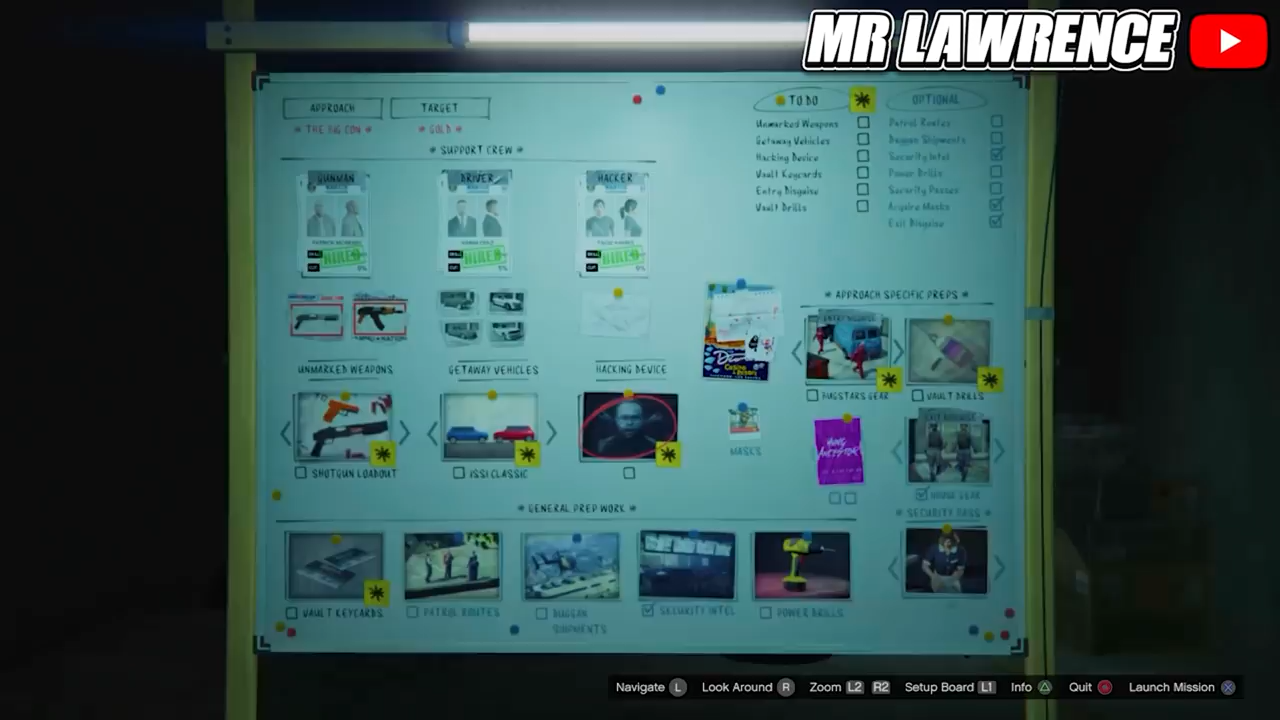 MR LAWRENCE
APPROACH
TARGET
* THE BIG CON *
* GOLD *
* SUPPORT CREW *
TO DO
OPTIONAL
Unmarked Weapons
Getaway Vehicles
Hacking Device
Vault Keycards
Entry Disguise
Vault Drills
Patrol Routes
Duggan Shipments
Security Intel
Power Drills
Security Passes
Acquire Masks
Exit Disguise
GUNMAN
DRIVER
HACKER
HIRED
HIRED
HIRED
* APPROACH SPECIFIC PREPS *
UNMARKED WEAPONS
GETAWAY VEHICLES
HACKING DEVICE
BUGSTARS GEAR
VAULT DRILLS
MASKS
SHOTGUN LOADOUT
ISSI CLASSIC
* GENERAL PREP WORK *
* SECURITY PASS *
VAULT KEYCARDS
PATROL ROUTES
DUGGAN SHIPMENTS
SECURITY INTEL
POWER DRILLS
Navigate L
Look Around R
Zoom L2 R2
Setup Board L1
Info
Quit
Launch Mission